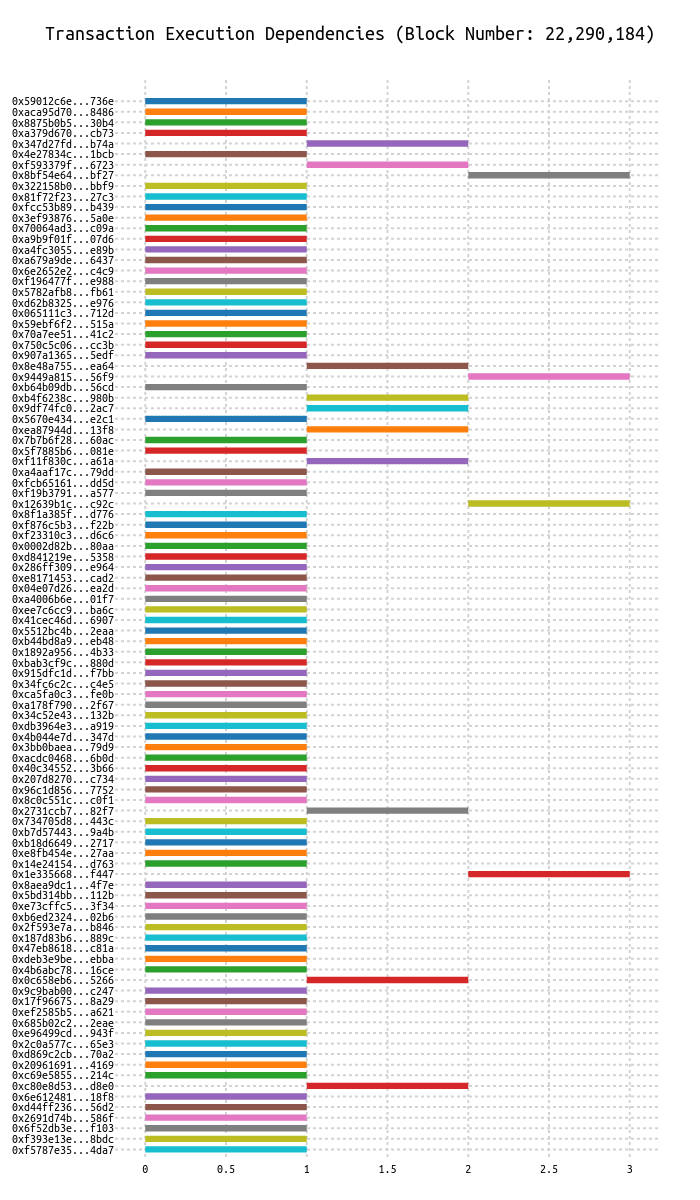 Transaction Execution Dependencies (Block Number: 22,290,184)
0x59012c6e...736e
0xaca95d70...8486
0x8875b0b5...30b4
0xa379d670...cb73
0x347d27fd...b74a
0x4e27834c...1bcb
0xf593379f...6723
0x8bf54e64...bf27
0x322158b0...bbf9
0x81f72f23...27c3
0xfcc53b89...b439
0x3ef93876...5a0e
0x70064ad3...c09a
0xa9b9f01f...07d6
0xa4fc3055...e89b
0xa679a9de...6437
0x6e2652e2...c4c9
0xf196477f...e988
0x5782afb8...fb61
0xd62b8325...e976
0x065111c3...712d
0x59ebf6f2...515a
0x70a7ee51...41c2
0x750c5c06...cc3b
0x907a1365...5edf
0x8e48a755...ea64
0x9449a815...56f9
0xb64b09db...56cd
0xb4f6238c...980b
0x9df74fc0...2ac7
0x5670e434...e2c1
0xea87944d...13f8
0x7b7b6f28...60ac
0x5f7885b6...081e
0xf11f830c...a61a
0xa4aaf17c...79dd
0xfcb65161...dd5d
0xf19b3791...a577
0x12639b1c...c92c
0x8f1a385f...d776
0xf876c5b3...f22b
0xf23310c3...d6c6
0x0002d82b...80aa
0xd841219e...5358
0x286ff309...e964
0xe8171453...cad2
0x04e07d26...ea2d
0xa4006b6e...01f7
0xee7c6cc9...ba6c
0x41cec46d...6907
0x5512bc4b...2eaa
0xb44bd8a9...eb48
0x1892a956...4b33
0xbab3cf9c...880d
0x915dfc1d...f7bb
0x34fc6c2c...c4e5
0xca5fa0c3...fe0b
0xa178f790...2f67
0x34c52e43...132b
0xdb3964e3...a919
0x4b044e7d...347d
0x3bb0baea...79d9
0xacdc0468...6b0d
0x40c34552...3b66
0x207d8270...c734
0x96c1d856...7752
0x8c0c551c...c0f1
0x2731ccb7...82f7
0x734705d8...443c
0xb7d57443...9a4b
0xb18d6649...2717
0xe8fb454e...27aa
0x14e24154...d763
0x1e335668...f447
0x8aea9dc1...4f7e
0x5bd314bb...112b
0xe73cffc5...3f34
0xb6ed2324...02b6
0x2f593e7a...b846
0x187d83b6...889c
0x47eb8618...c81a
0xdeb3e9be...ebba
0x4b6abc78...16ce
0x0c658eb6...5266
0x9c9bab00...c247
0x17f96675...8a29
0xef2585b5...a621
0x685b02c2...2eae
0xe96499cd...943f
0x2c0a577c...65e3
0xd869c2cb...70a2
0x20961691...4169
0xc69e5855...214c
0xc80e8d53...d8e0
0x6e612481...18f8
0xd44ff236...56d2
0x2691d74b...586f
0x6f52db3e...f103
0xf393e13e...8bdc
0xf5787e35...4da7
0 0.5 1 1.5 2 2.5 3